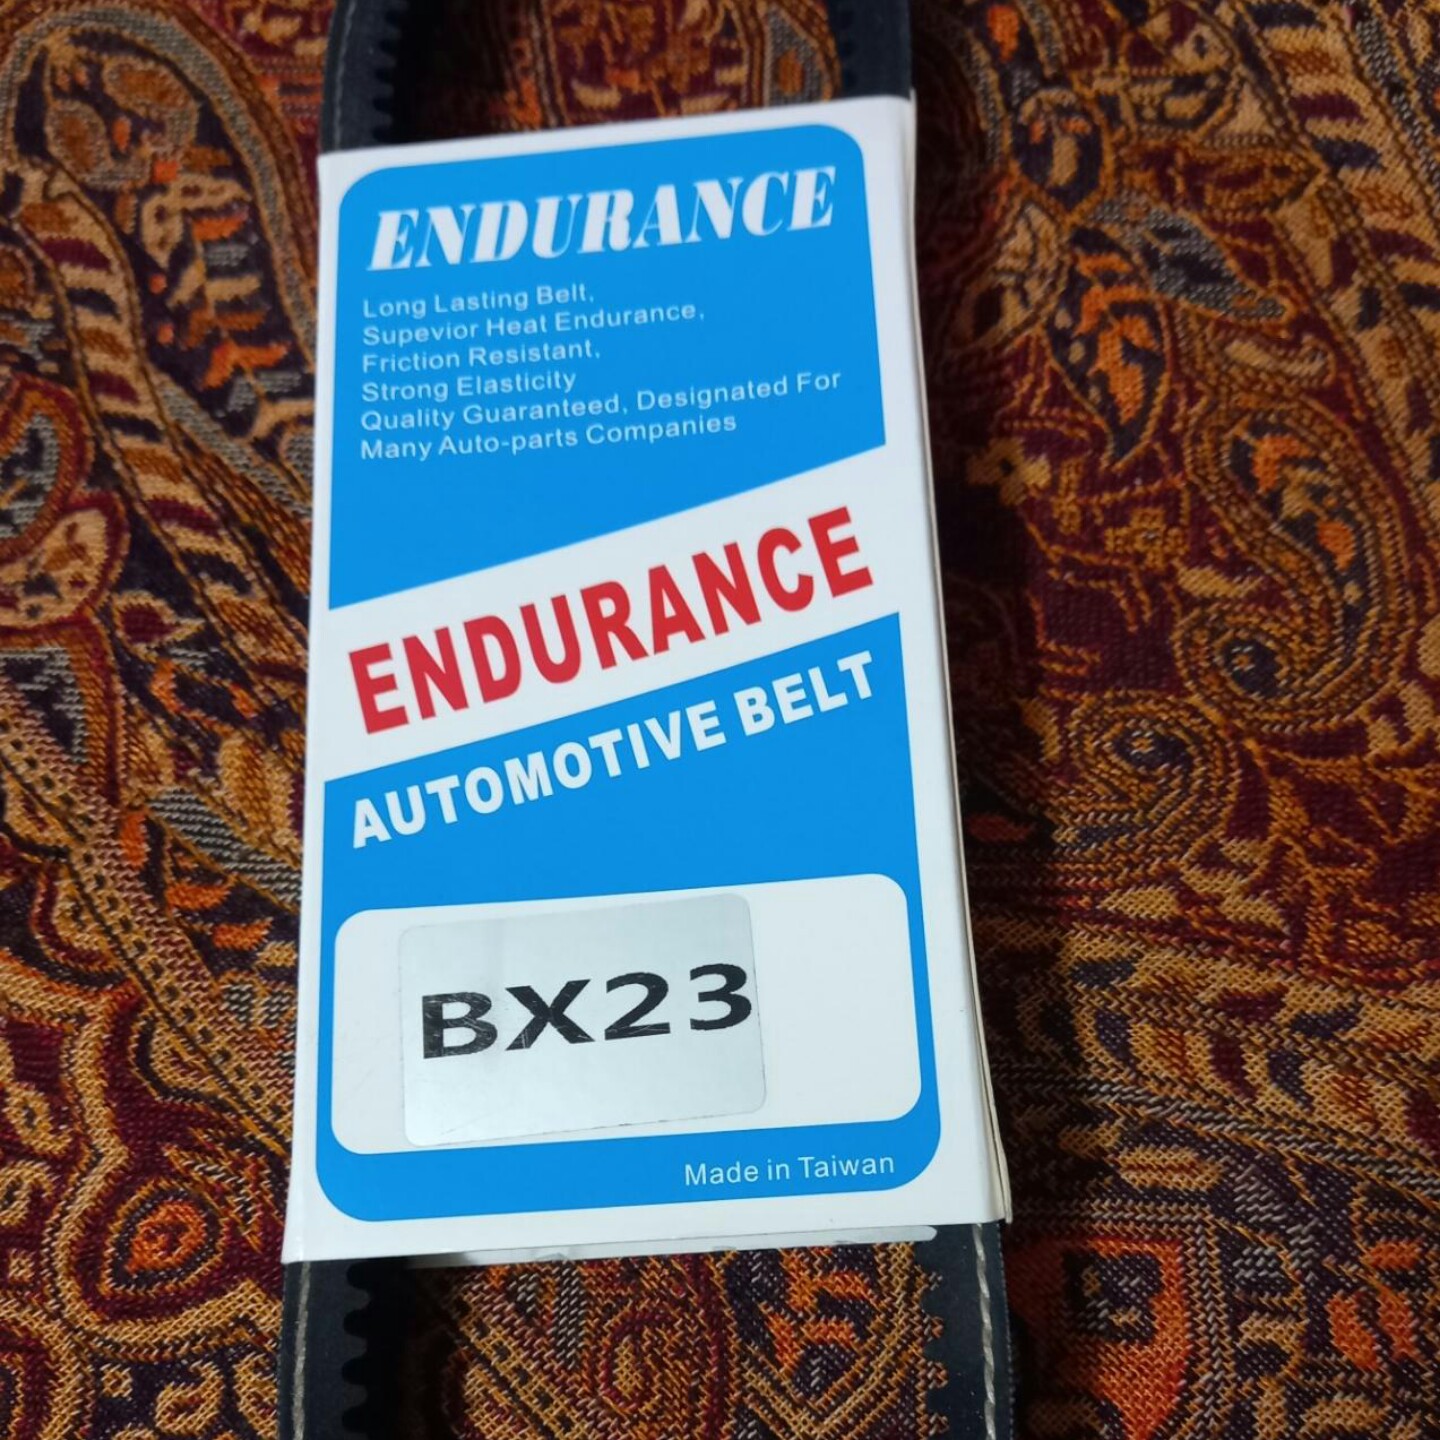 ENDURANCE
Long Lasting Belt,
Supevior Heat Endurance,
Friction Resistant,
Strong Elasticity
Quality Guaranteed, Designated For
Many Auto-parts Companies
ENDURANCE
AUTOMOTIVE BELT
BX23
Made in Taiwan